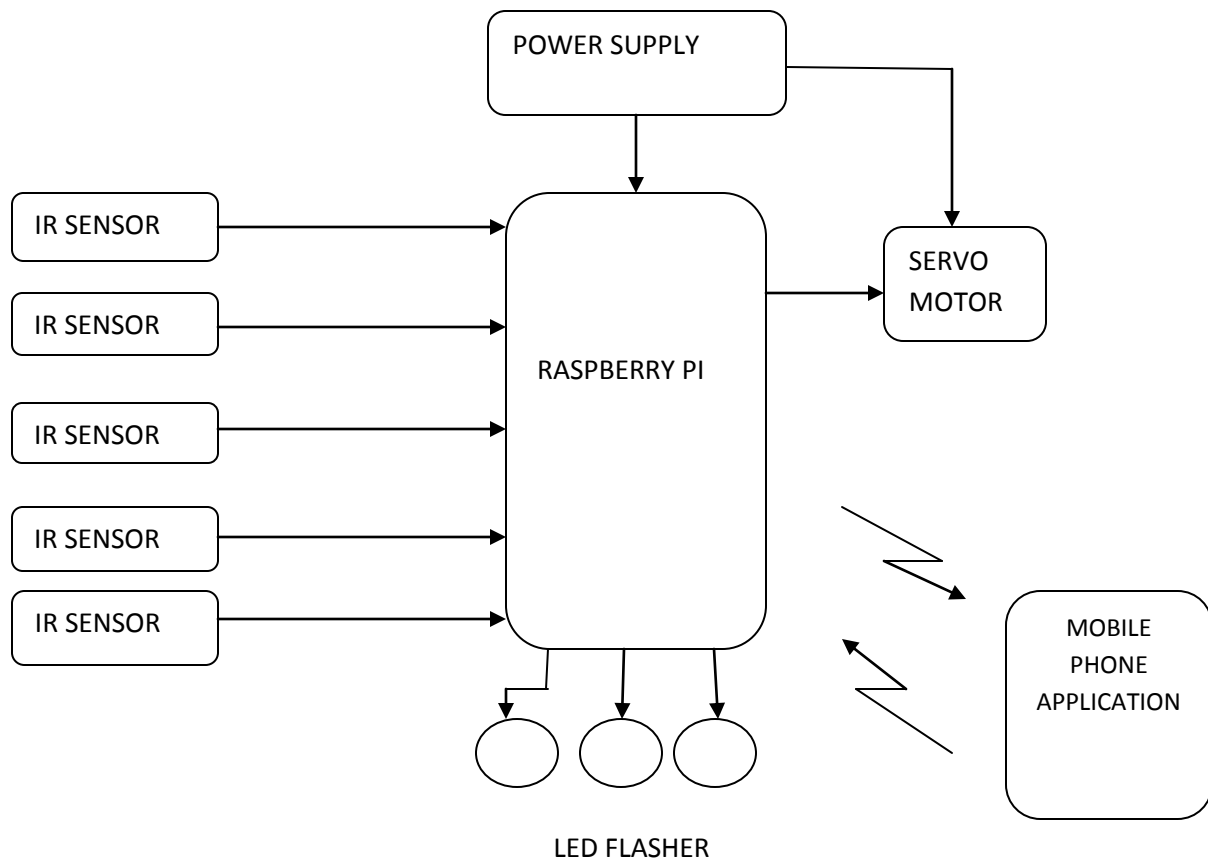 POWER SUPPLY
IR SENSOR
IR SENSOR
IR SENSOR
IR SENSOR
IR SENSOR
RASPBERRY PI
SERVO
MOTOR
MOBILE
PHONE
APPLICATION
LED FLASHER